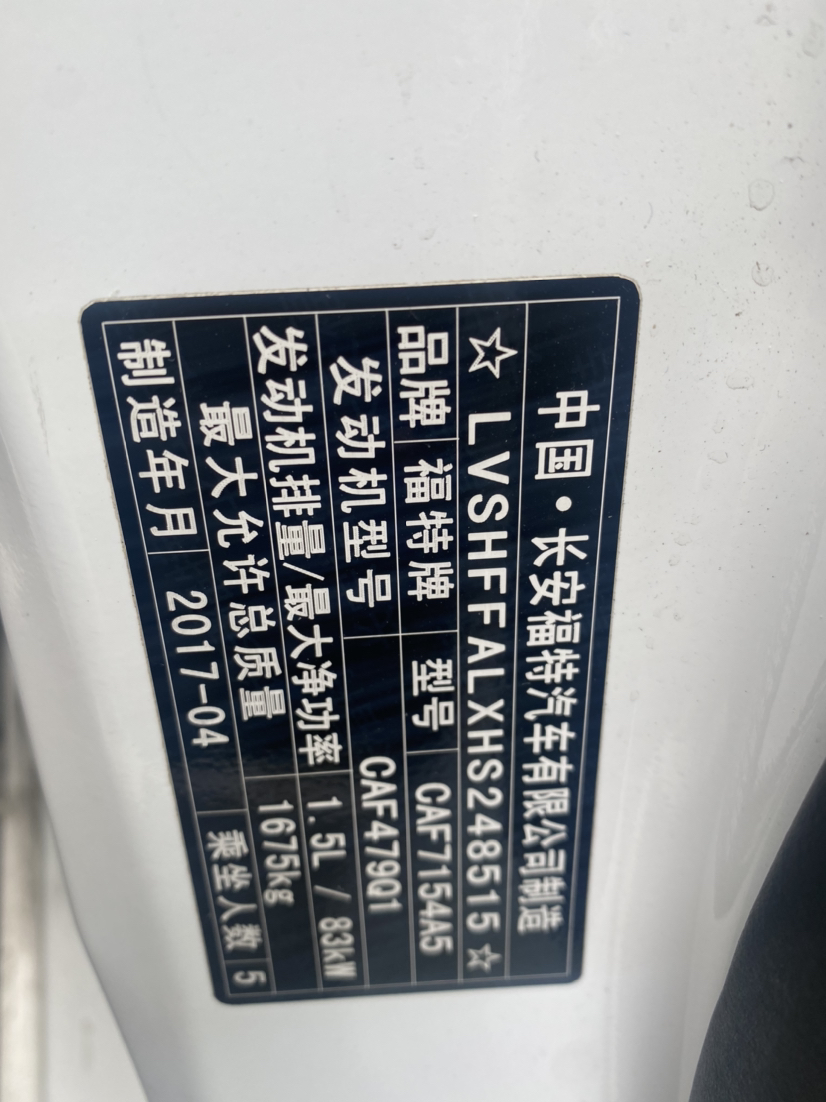 中国·长安福特汽车有限公司制造
☆ LVSHFFALXHS248515 ☆
品牌 福特牌 型号 CAF7154A5
发动机型号 CAF479Q1
发动机排量/最大净功率 1.5L / 83kW
最大允许总质量 1675kg
制造年月 2017-04 乘坐人数 5